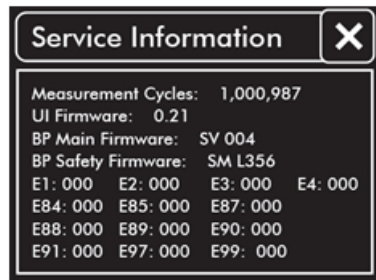 Service Information X
Measurement Cycles: 1,000,987
UI Firmware: 0.21
BP Main Firmware: SV 004
BP Safety Firmware: SM L356
E1: 000 E2: 000 E3: 000 E4: 000
E84: 000 E85: 000 E87: 000
E88: 000 E89: 000 E90: 000
E91: 000 E97: 000 E99: 000